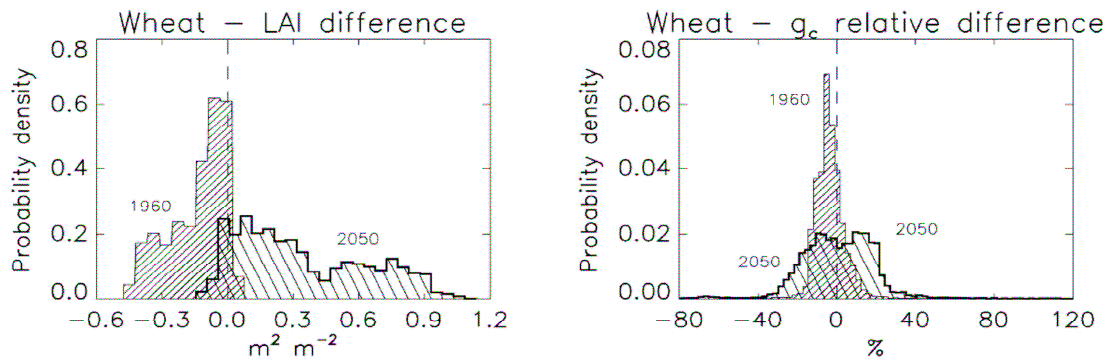 Wheat – LAI difference
Probability density
0.8
0.6
0.4
0.2
0.0
1960
2050
−0.6 −0.3 0.0 0.3 0.6 0.9 1.2
m² m⁻²
Wheat – g꜀ relative difference
Probability density
0.08
0.06
0.04
0.02
0.00
1960
2050
2050
−80 −40 0 40 80 120
%